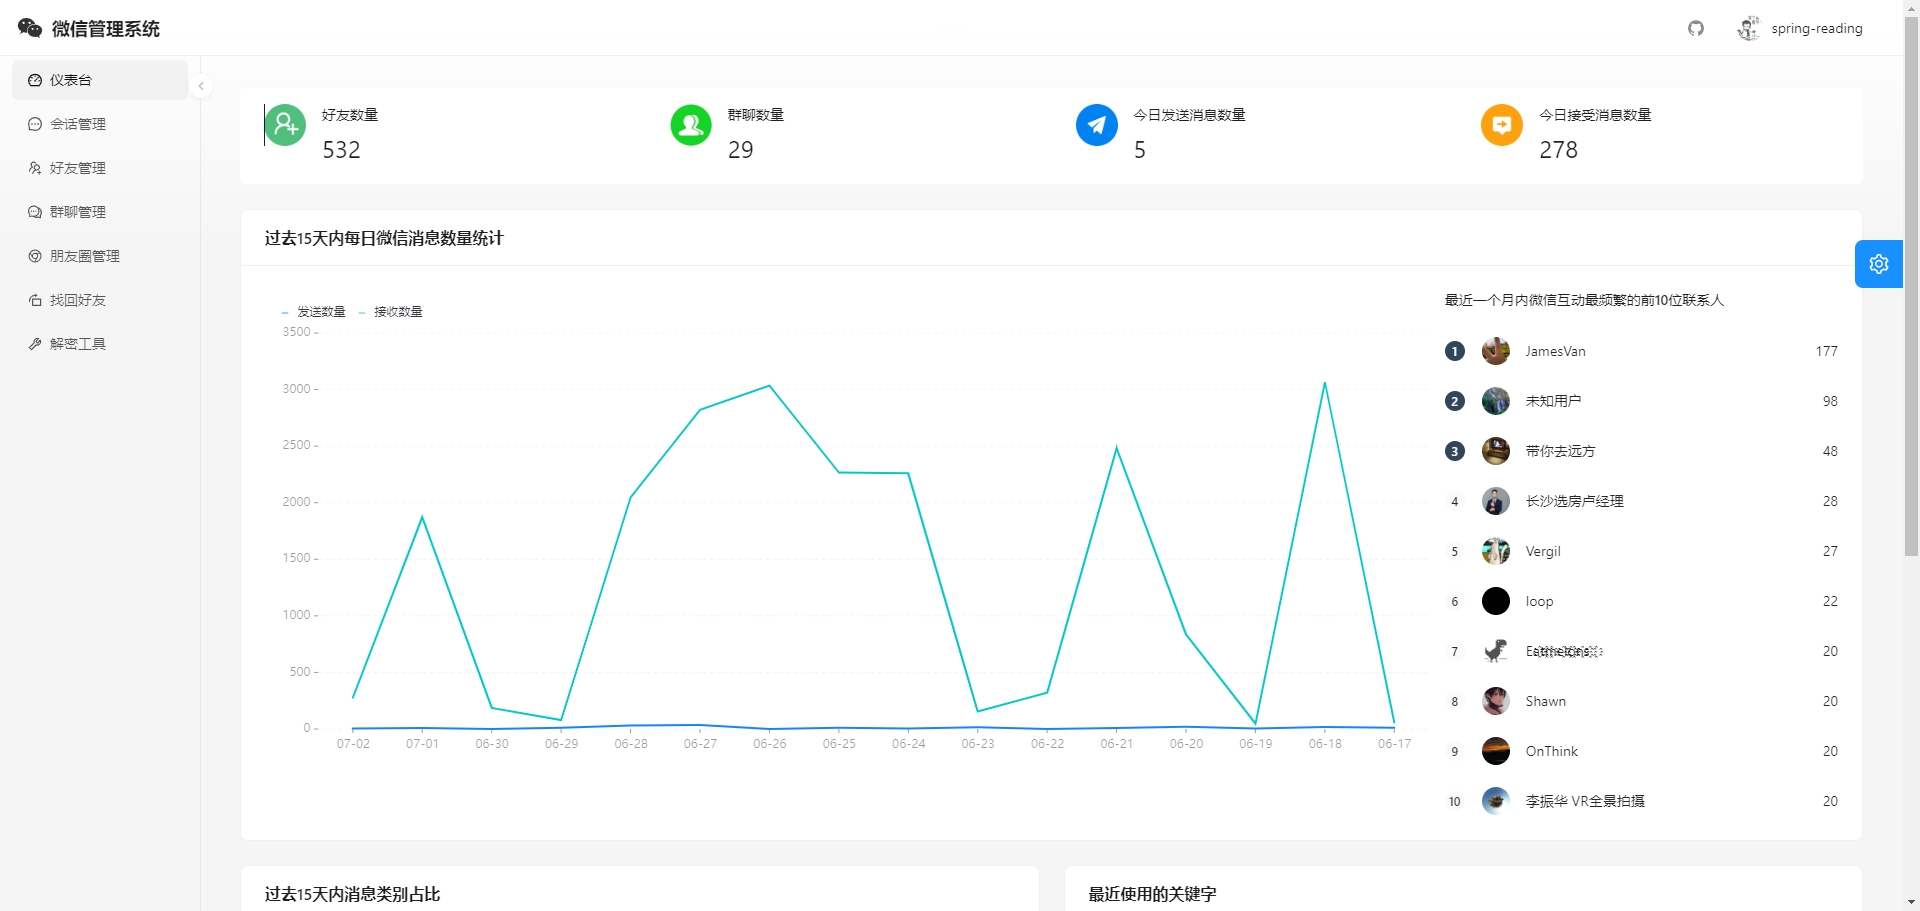 微信管理系统
spring-reading
仪表台
会话管理
好友管理
群聊管理
朋友圈管理
找回好友
解密工具
好友数量
532
群聊数量
29
今日发送消息数量
5
今日接受消息数量
278
过去15天内每日微信消息数量统计
发送数量 接收数量
3500
3000
2500
2000
1500
1000
500
0
07-02 07-01 06-30 06-29 06-28 06-27 06-26 06-25 06-24 06-23 06-22 06-21 06-20 06-19 06-18 06-17
最近一个月内微信互动最频繁的前10位联系人
1 JamesVan 177
2 未知用户 98
3 带你去远方 48
4 长沙选房卢经理 28
5 Vergil 27
6 loop 22
7 20
8 Shawn 20
9 OnThink 20
10 李振华 VR全景拍摄 20
过去15天内消息类别占比
最近使用的关键字